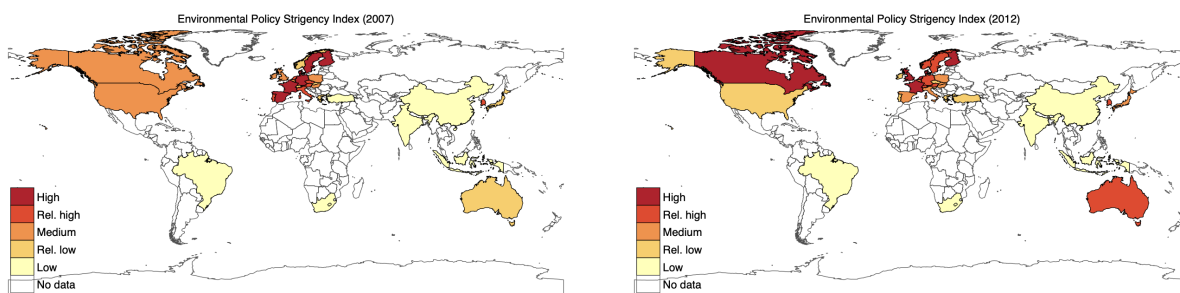 Environmental Policy Strigency Index (2007)
High
Rel. high
Medium
Rel. low
Low
No data
Environmental Policy Strigency Index (2012)
High
Rel. high
Medium
Rel. low
Low
No data